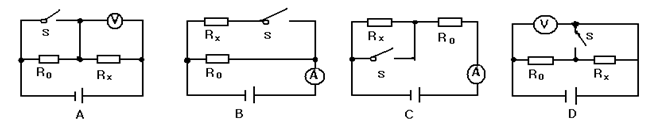 S V
R₀ Rₓ
A
Rₓ S
R₀ A
B
Rₓ R₀
S A
C
V S
R₀ Rₓ
D